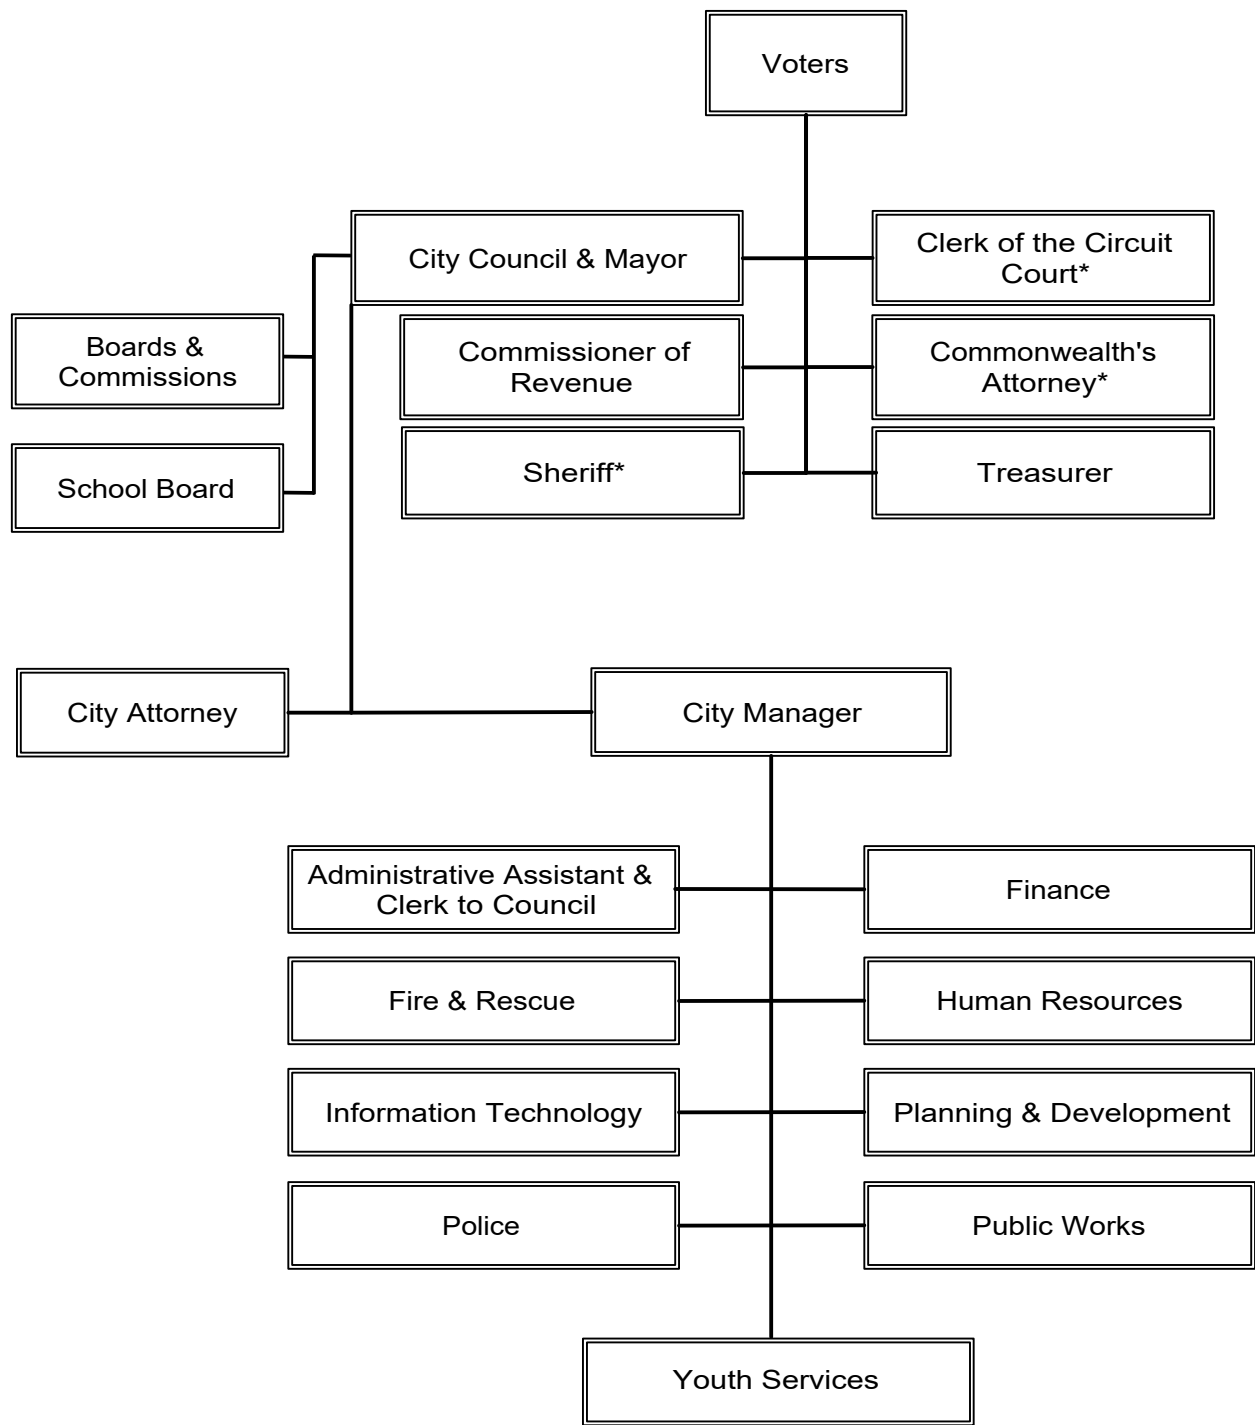 Voters
City Council & Mayor
Clerk of the Circuit
Court*
Boards &
Commissions
Commissioner of
Revenue
Commonwealth's
Attorney*
School Board
Sheriff*
Treasurer
City Attorney
City Manager
Administrative Assistant &
Clerk to Council
Finance
Fire & Rescue
Human Resources
Information Technology
Planning & Development
Police
Public Works
Youth Services